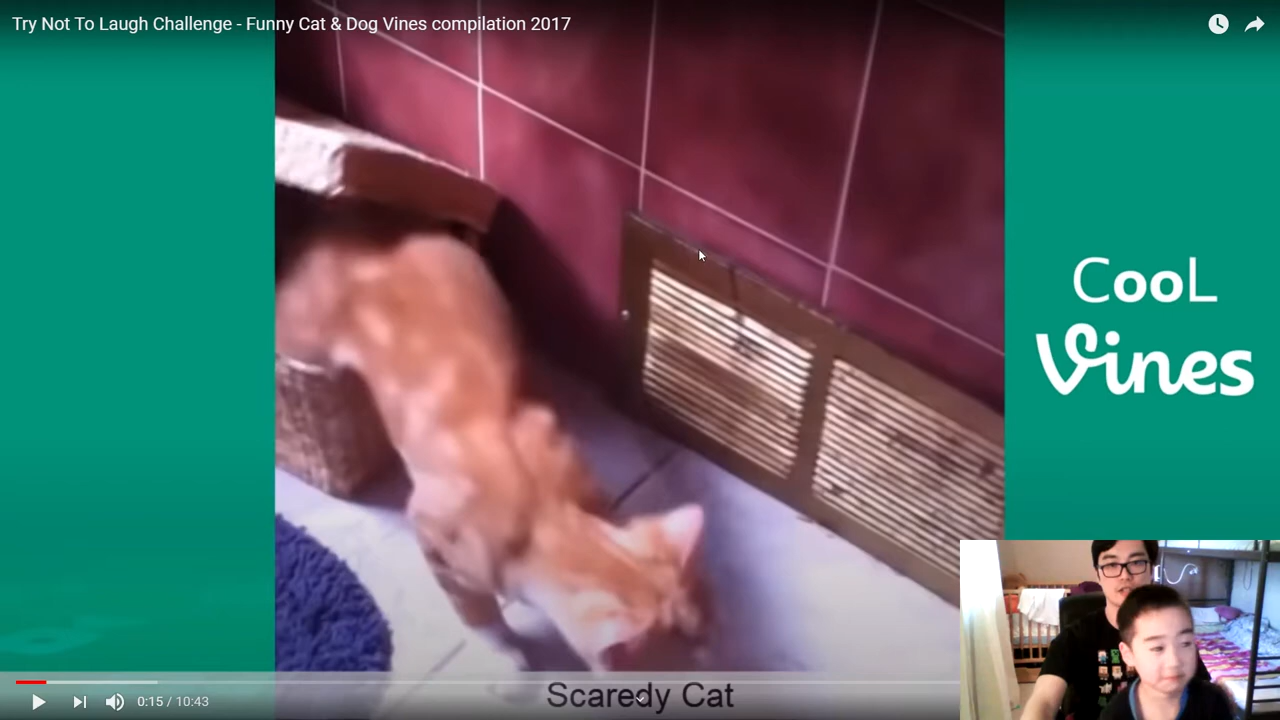 Try Not To Laugh Challenge - Funny Cat & Dog Vines compilation 2017
CooL
Vines
0:15 / 10:43
Scaredy Cat